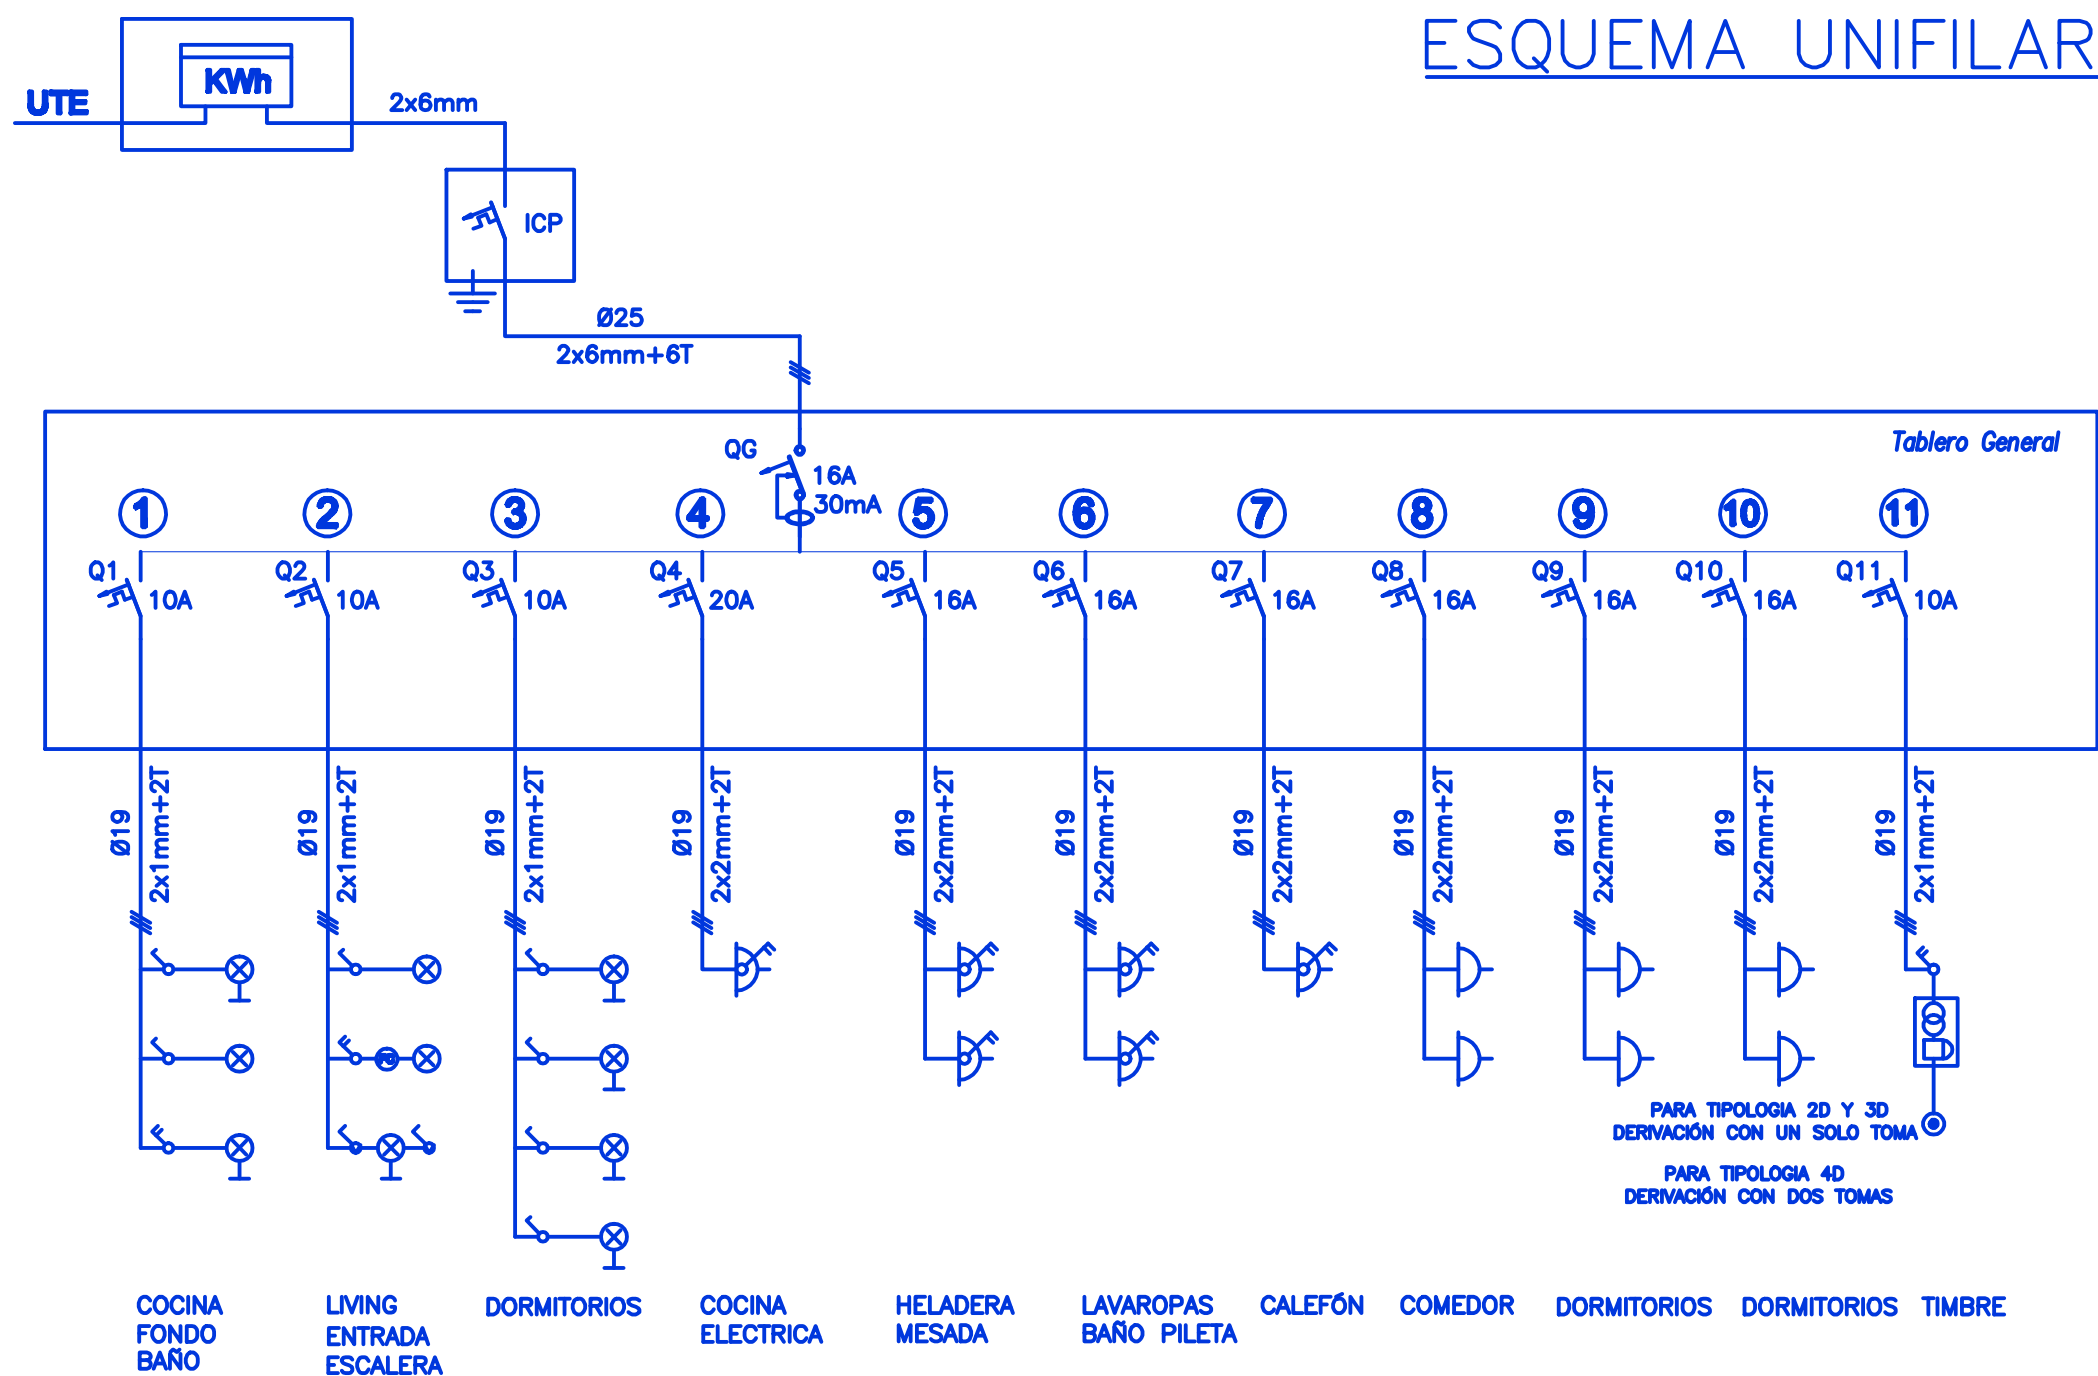 ESQUEMA UNIFILAR
KWh
UTE
2x6mm
ICP
Ø25
2x6mm+6T
Tablero General
QG
16A
30mA
1
2
3
4
5
6
7
8
9
10
11
Q1
10A
Q2
10A
Q3
10A
Q4
20A
Q5
16A
Q6
16A
Q7
16A
Q8
16A
Q9
16A
Q10
16A
Q11
10A
Ø19
2x1mm+2T
Ø19
2x1mm+2T
Ø19
2x1mm+2T
Ø19
2x2mm+2T
Ø19
2x2mm+2T
Ø19
2x2mm+2T
Ø19
2x2mm+2T
Ø19
2x2mm+2T
Ø19
2x2mm+2T
Ø19
2x2mm+2T
Ø19
2x1mm+2T
PARA TIPOLOGIA 2D Y 3D
DERIVACIÓN CON UN SOLO TOMA
PARA TIPOLOGIA 4D
DERIVACIÓN CON DOS TOMAS
COCINA
FONDO
BAÑO
LIVING
ENTRADA
ESCALERA
DORMITORIOS
COCINA
ELECTRICA
HELADERA
MESADA
LAVAROPAS
BAÑO PILETA
CALEFÓN
COMEDOR
DORMITORIOS
DORMITORIOS
TIMBRE